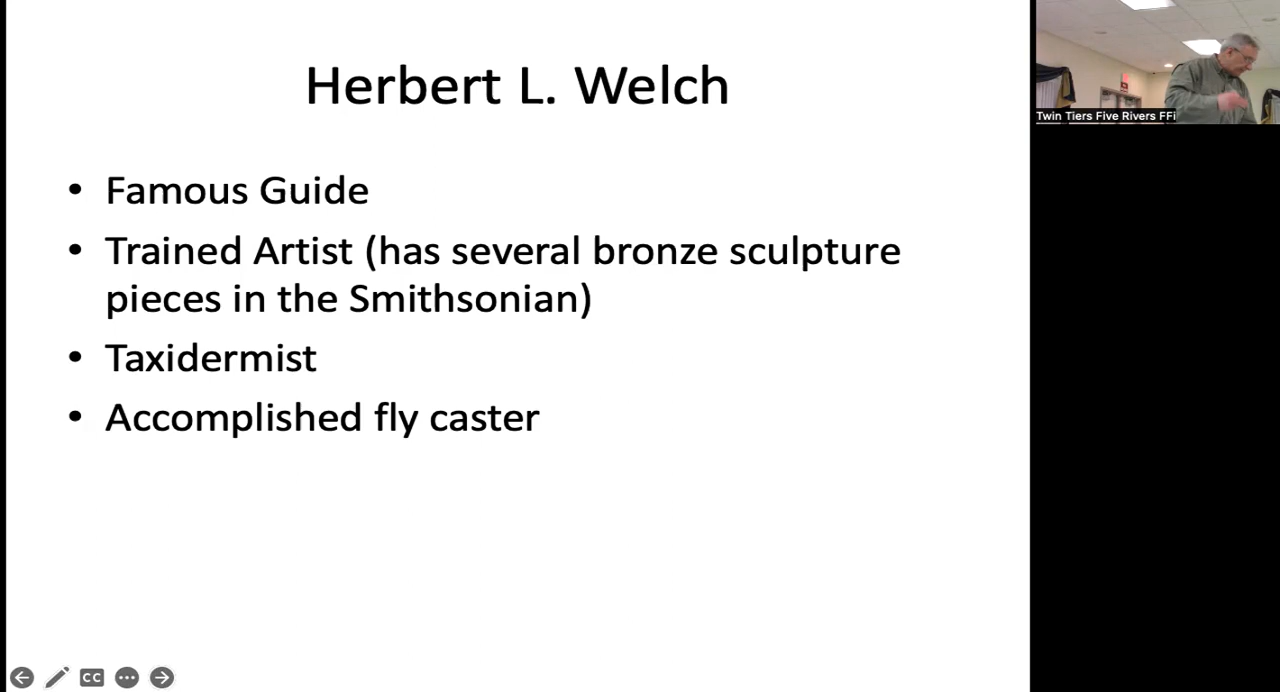 Herbert L. Welch
• Famous Guide
• Trained Artist (has several bronze sculpture
pieces in the Smithsonian)
• Taxidermist
• Accomplished fly caster
Twin Tiers Five Rivers FFi
CC